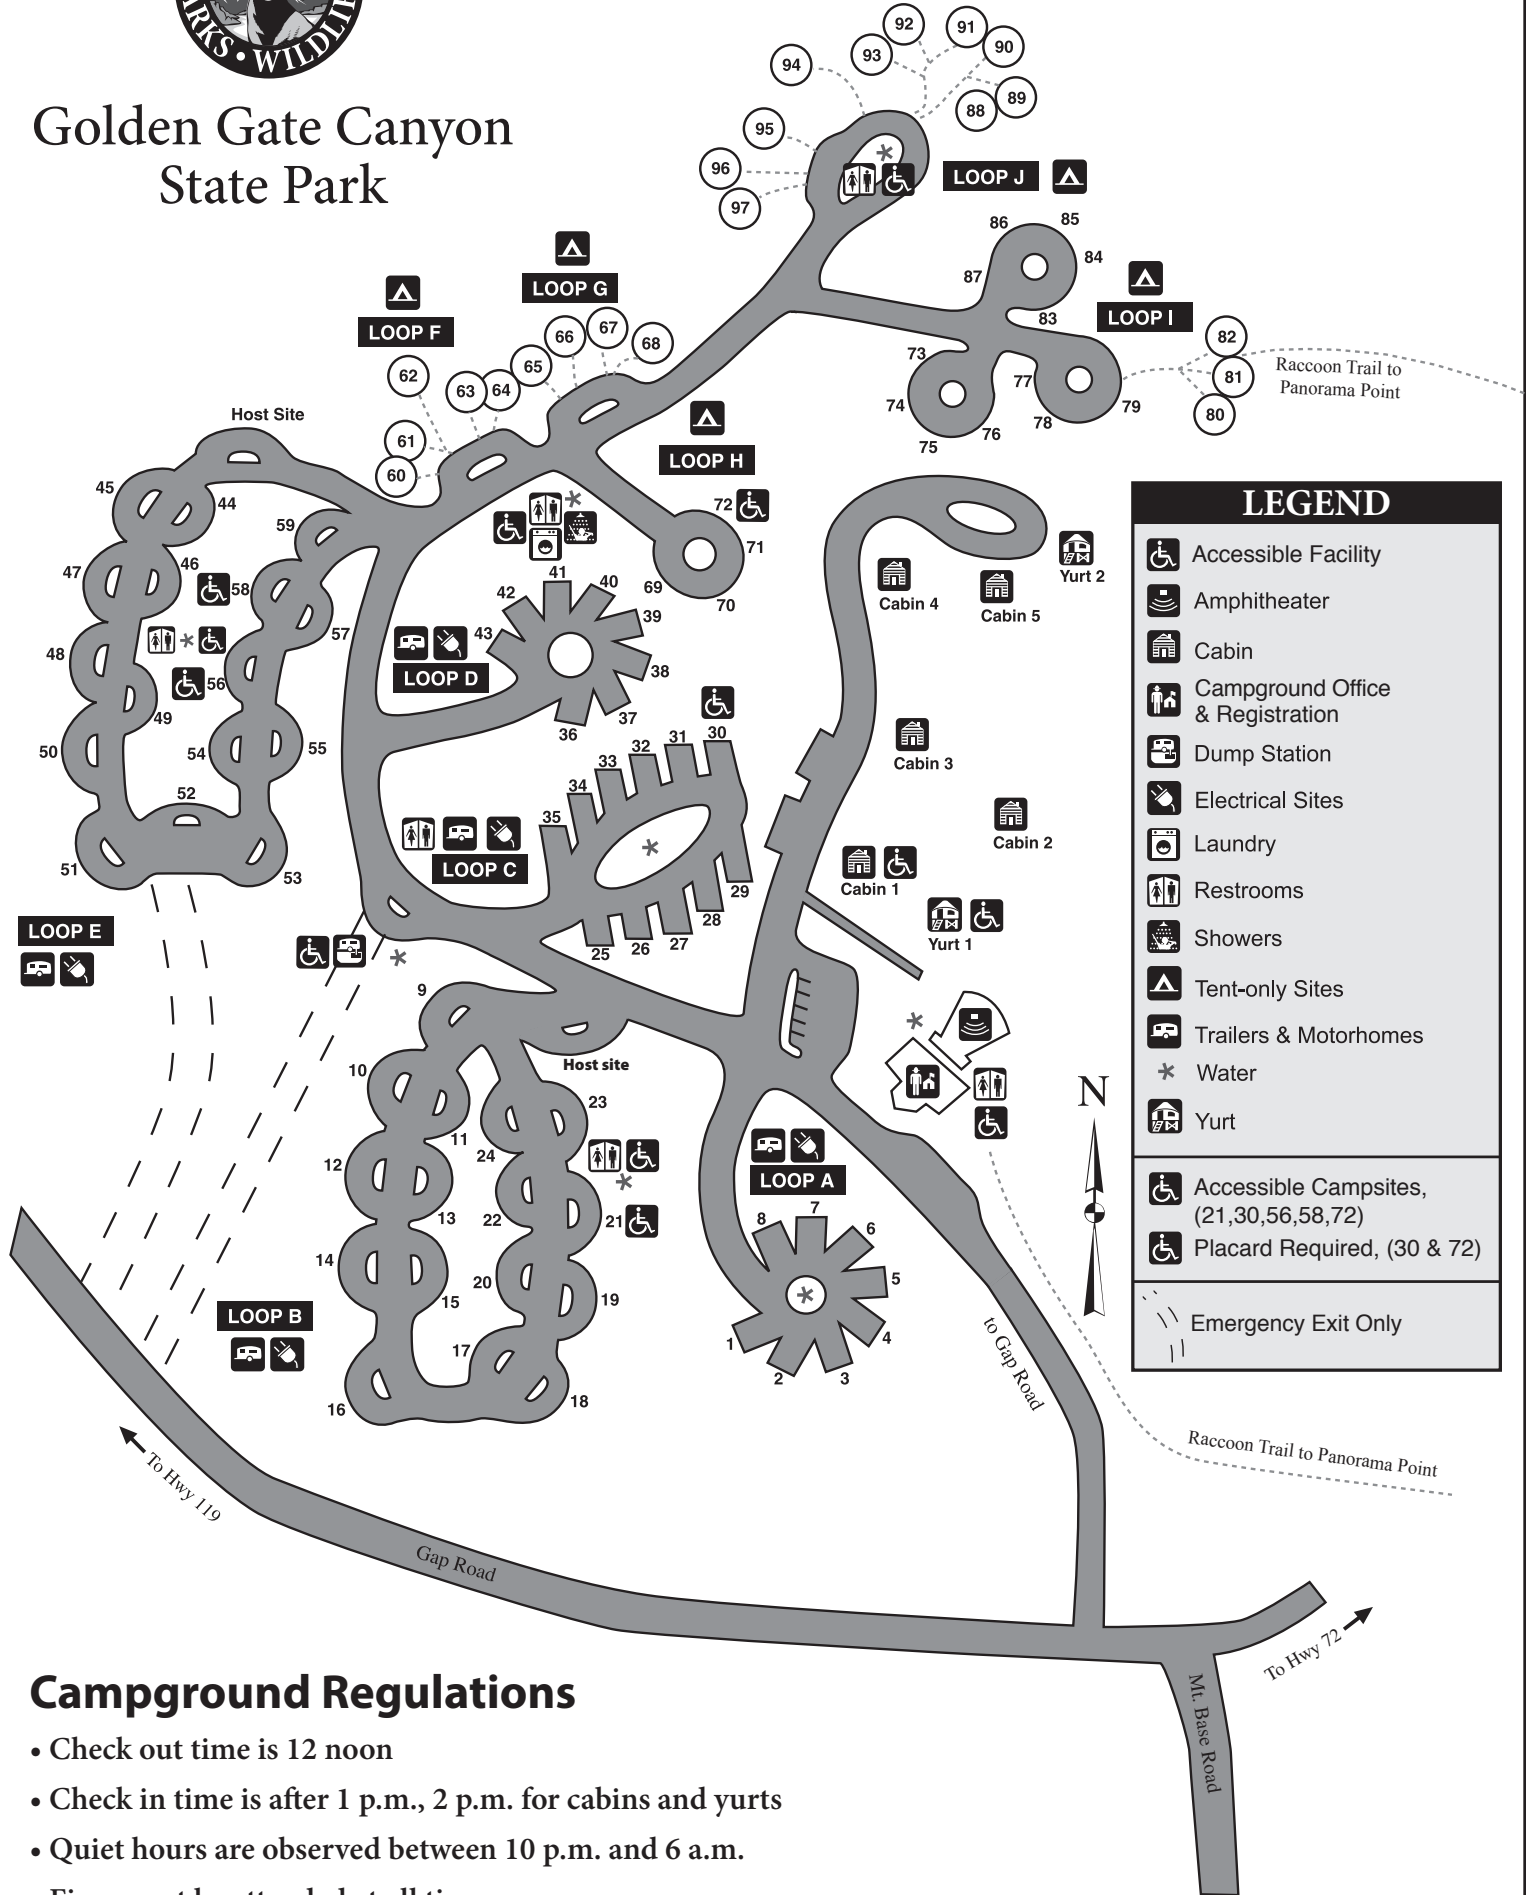 PARKS • WILDLIFE
Golden Gate Canyon
State Park
92
91
93
90
94
89
88
95
96
97
LOOP J
86
85
84
87
83
LOOP I
82
81
80
Raccoon Trail to
Panorama Point
73
74
75
76
77
78
79
LOOP G
LOOP F
66
67
68
65
62
63
64
61
60
Host Site
LOOP H
72
71
69
70
45
44
59
47
46
58
57
48
56
49
50
54
55
52
51
53
41
42
40
43
39
38
37
36
LOOP D
Cabin 4
Cabin 5
Yurt 2
Cabin 3
Cabin 2
Cabin 1
Yurt 1
30
31
32
33
34
35
29
28
27
26
25
LOOP C
LOOP E
9
Host site
10
11
12
13
14
15
16
17
18
19
20
21
22
23
24
LOOP B
LOOP A
7
8
6
5
4
3
2
1
N
to Gap Road
Raccoon Trail to Panorama Point
To Hwy 119
Gap Road
To Hwy 72
Mt. Base Road
LEGEND
Accessible Facility
Amphitheater
Cabin
Campground Office
& Registration
Dump Station
Electrical Sites
Laundry
Restrooms
Showers
Tent-only Sites
Trailers & Motorhomes
Water
Yurt
Accessible Campsites,
(21,30,56,58,72)
Placard Required, (30 & 72)
Emergency Exit Only
Campground Regulations
• Check out time is 12 noon
• Check in time is after 1 p.m., 2 p.m. for cabins and yurts
• Quiet hours are observed between 10 p.m. and 6 a.m.